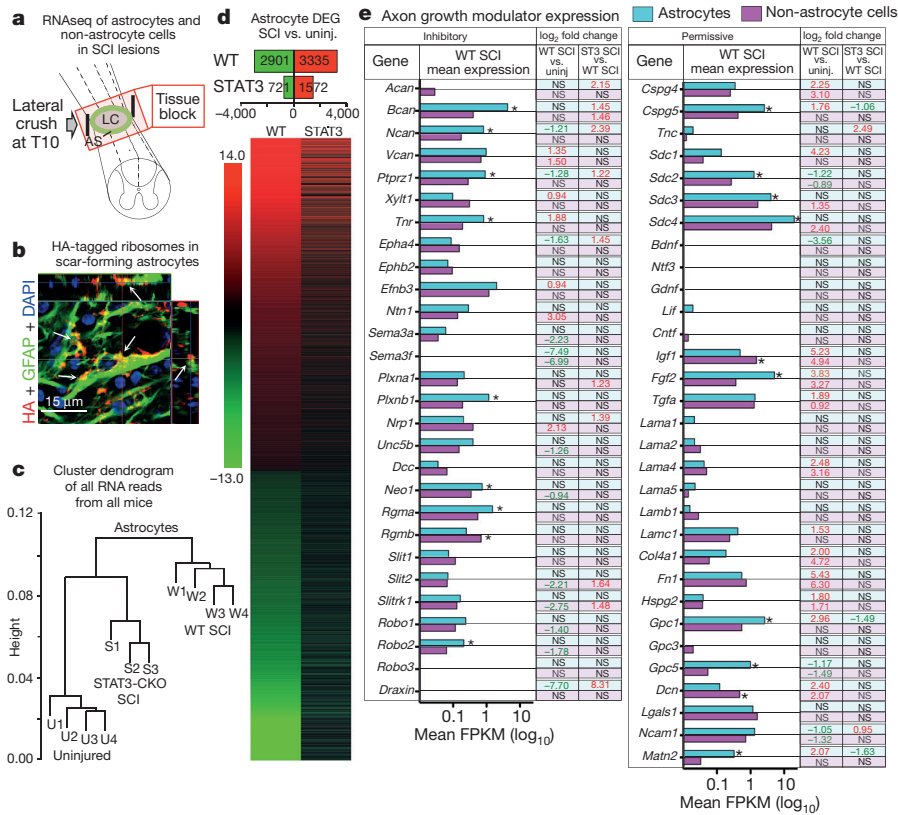 a RNAseq of astrocytes and
non-astrocyte cells
in SCI lesions
Lateral
crush
at T10
LC
AS
Tissue
block
b HA-tagged ribosomes in
scar-forming astrocytes
HA + GFAP + DAPI
15 μm
c Cluster dendrogram
of all RNA reads
from all mice
0.12
0.08
0.04
0.00
Height
Astrocytes
W1 W2
W3 W4
WT SCI
S1
S2 S3
STAT3-CKO
SCI
U1
U2
U3 U4
Uninjured
d Astrocyte DEG
SCI vs. uninj.
WT 2901 3335
STAT3 721 1572
−4,000 0 4,000
WT STAT3
14.0
−13.0
e Axon growth modulator expression
Astrocytes
Non-astrocyte cells
Inhibitory log2 fold change
Gene WT SCI mean expression WT SCI vs. uninj. ST3 SCI vs. WT SCI
Acan NS 2.15
NS NS
Bcan * NS 1.45
NS 1.46
Ncan * −1.21 2.39
NS NS
Vcan 1.35 NS
1.50 NS
Ptprz1 * −1.28 1.22
NS NS
Xylt1 0.94 NS
NS NS
Tnr * 1.88 NS
NS NS
Epha4 −1.63 1.45
NS NS
Ephb2 NS NS
NS NS
Efnb3 0.94 NS
NS NS
Ntn1 NS NS
3.05 NS
Sema3a NS NS
−2.23 NS
Sema3f −7.49 NS
−6.99 NS
Plxna1 NS NS
NS 1.23
Plxnb1 * NS NS
NS NS
Nrp1 NS 1.39
2.13 NS
Unc5b NS NS
−1.26 NS
Dcc NS NS
NS NS
Neo1 * NS NS
−0.94 NS
Rgma * NS NS
NS NS
Rgmb * NS NS
NS NS
Slit1 NS NS
NS NS
Slit2 NS NS
−2.21 1.64
Slitrk1 NS NS
−2.75 1.48
Robo1 NS NS
−1.40 NS
Robo2 * NS NS
−1.78 NS
Robo3 NS NS
NS NS
Draxin −7.70 8.31
NS NS
0.1 1 10
Mean FPKM (log10)
Permissive log2 fold change
Gene WT SCI mean expression WT SCI vs. uninj. ST3 SCI vs. WT SCI
Cspg4 2.25 NS
3.10 NS
Cspg5 * 1.76 −1.06
NS NS
Tnc NS 2.49
NS NS
Sdc1 4.23 NS
NS NS
Sdc2 * −1.22 NS
−0.89 NS
Sdc3 * NS NS
1.35 NS
Sdc4 * NS NS
2.40 NS
Bdnf −3.56 NS
NS NS
Ntf3 NS NS
NS NS
Gdnf NS NS
NS NS
Lif NS NS
NS NS
Cntf NS NS
NS NS
Igf1 * 5.23 NS
4.94 NS
Fgf2 * 3.83 NS
3.27 NS
Tgfa 1.89 NS
0.92 NS
Lama1 NS NS
NS NS
Lama2 NS NS
NS NS
Lama4 2.48 NS
3.16 NS
Lama5 NS NS
NS NS
Lamb1 NS NS
NS NS
Lamc1 1.53 NS
NS NS
Col4a1 2.00 NS
4.72 NS
Fn1 5.43 NS
6.30 NS
Hspg2 1.80 NS
1.71 NS
Gpc1 * 2.96 −1.49
NS NS
Gpc3 NS NS
NS NS
Gpc5 * −1.17 NS
−1.49 NS
Dcn * 2.40 NS
2.07 NS
Lgals1 NS NS
NS NS
Ncam1 −1.05 0.95
−1.32 NS
Matn2 * 2.07 −1.63
NS NS
0.1 1 10
Mean FPKM (log10)